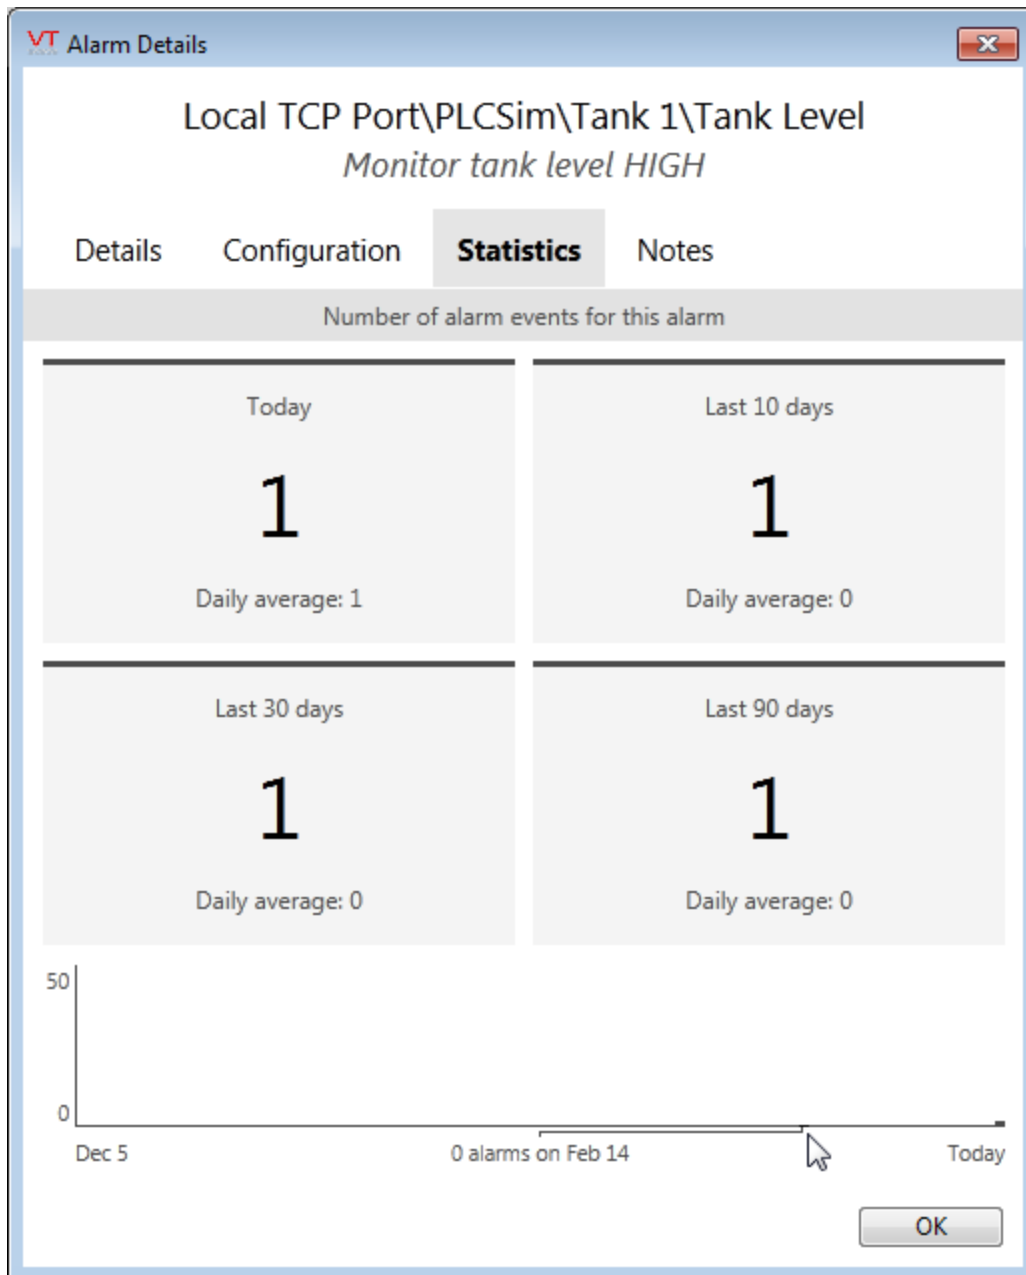 VT Alarm Details
Local TCP Port\PLCSim\Tank 1\Tank Level
Monitor tank level HIGH
Details Configuration Statistics Notes
Number of alarm events for this alarm
Today Last 10 days
1 1
Daily average: 1 Daily average: 0
Last 30 days Last 90 days
1 1
Daily average: 0 Daily average: 0
50
0
Dec 5 0 alarms on Feb 14 Today
OK